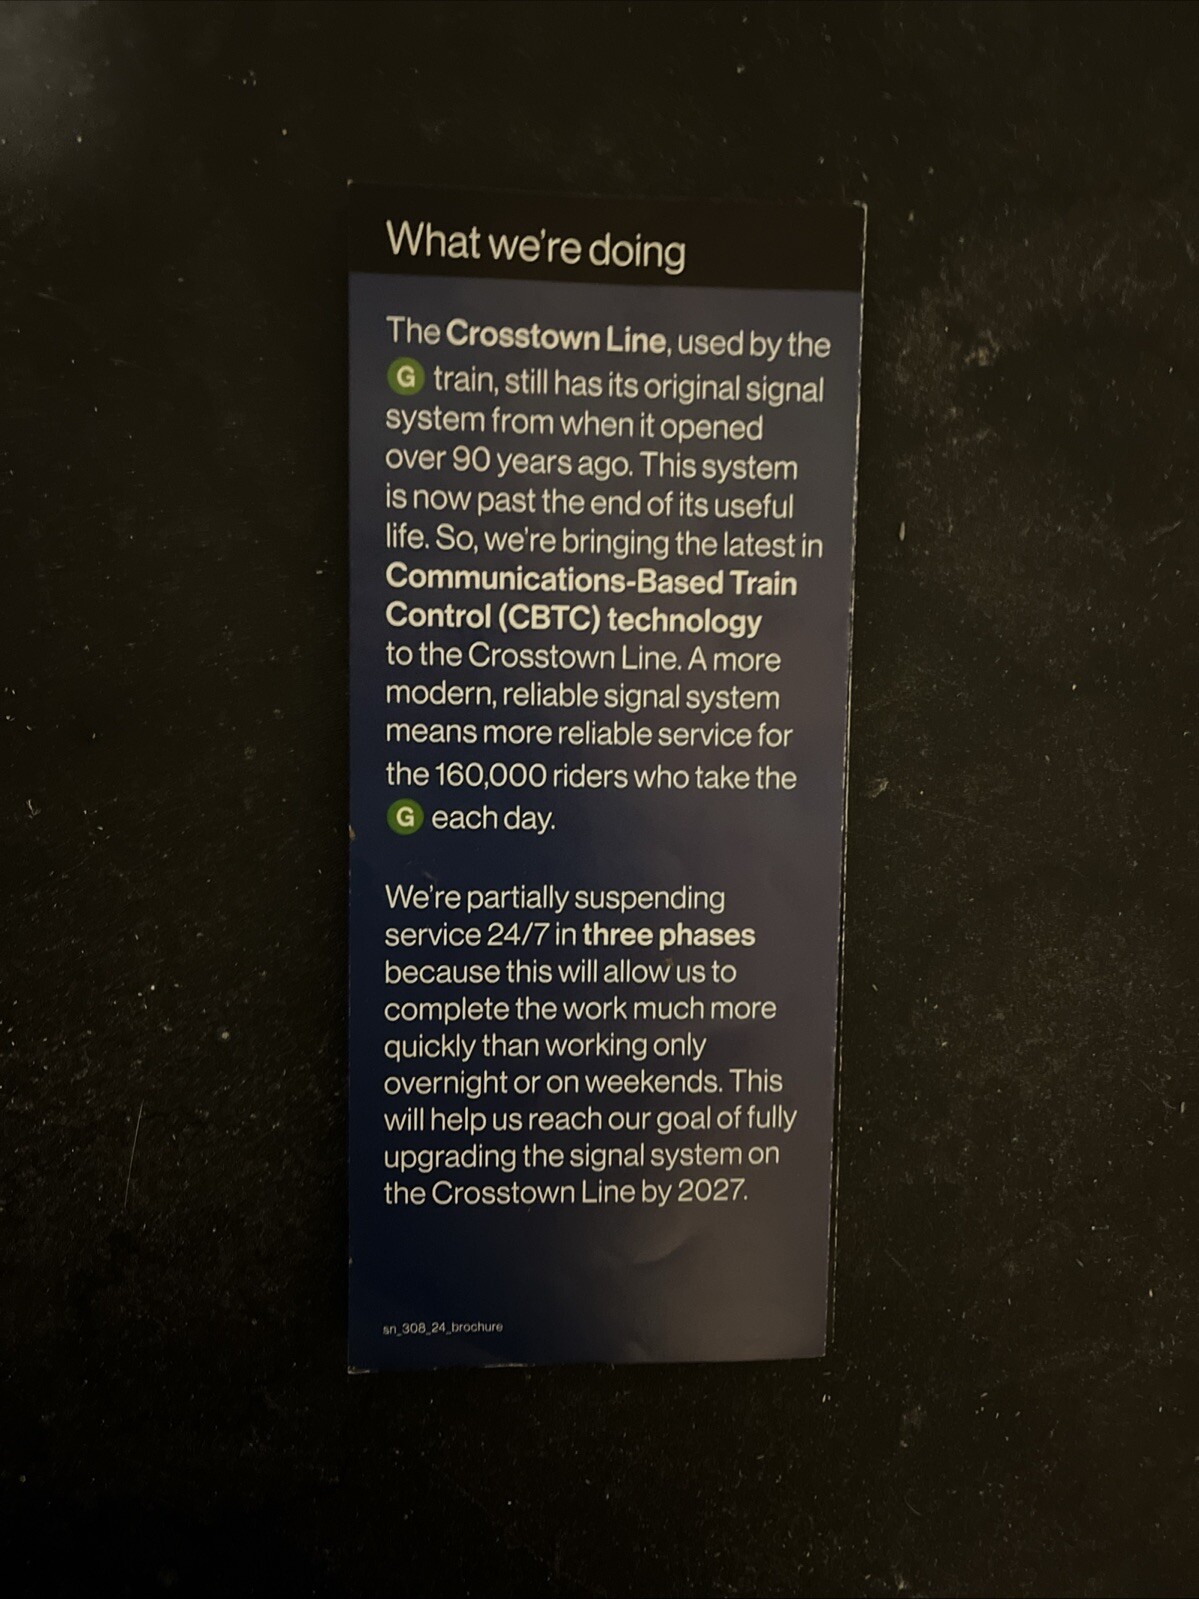 What we're doing
The Crosstown Line, used by the
G train, still has its original signal
system from when it opened
over 90 years ago. This system
is now past the end of its useful
life. So, we're bringing the latest in
Communications-Based Train
Control (CBTC) technology
to the Crosstown Line. A more
modern, reliable signal system
means more reliable service for
the 160,000 riders who take the
G each day.
We're partially suspending
service 24/7 in three phases
because this will allow us to
complete the work much more
quickly than working only
overnight or on weekends. This
will help us reach our goal of fully
upgrading the signal system on
the Crosstown Line by 2027.
sn_308_24_brochure